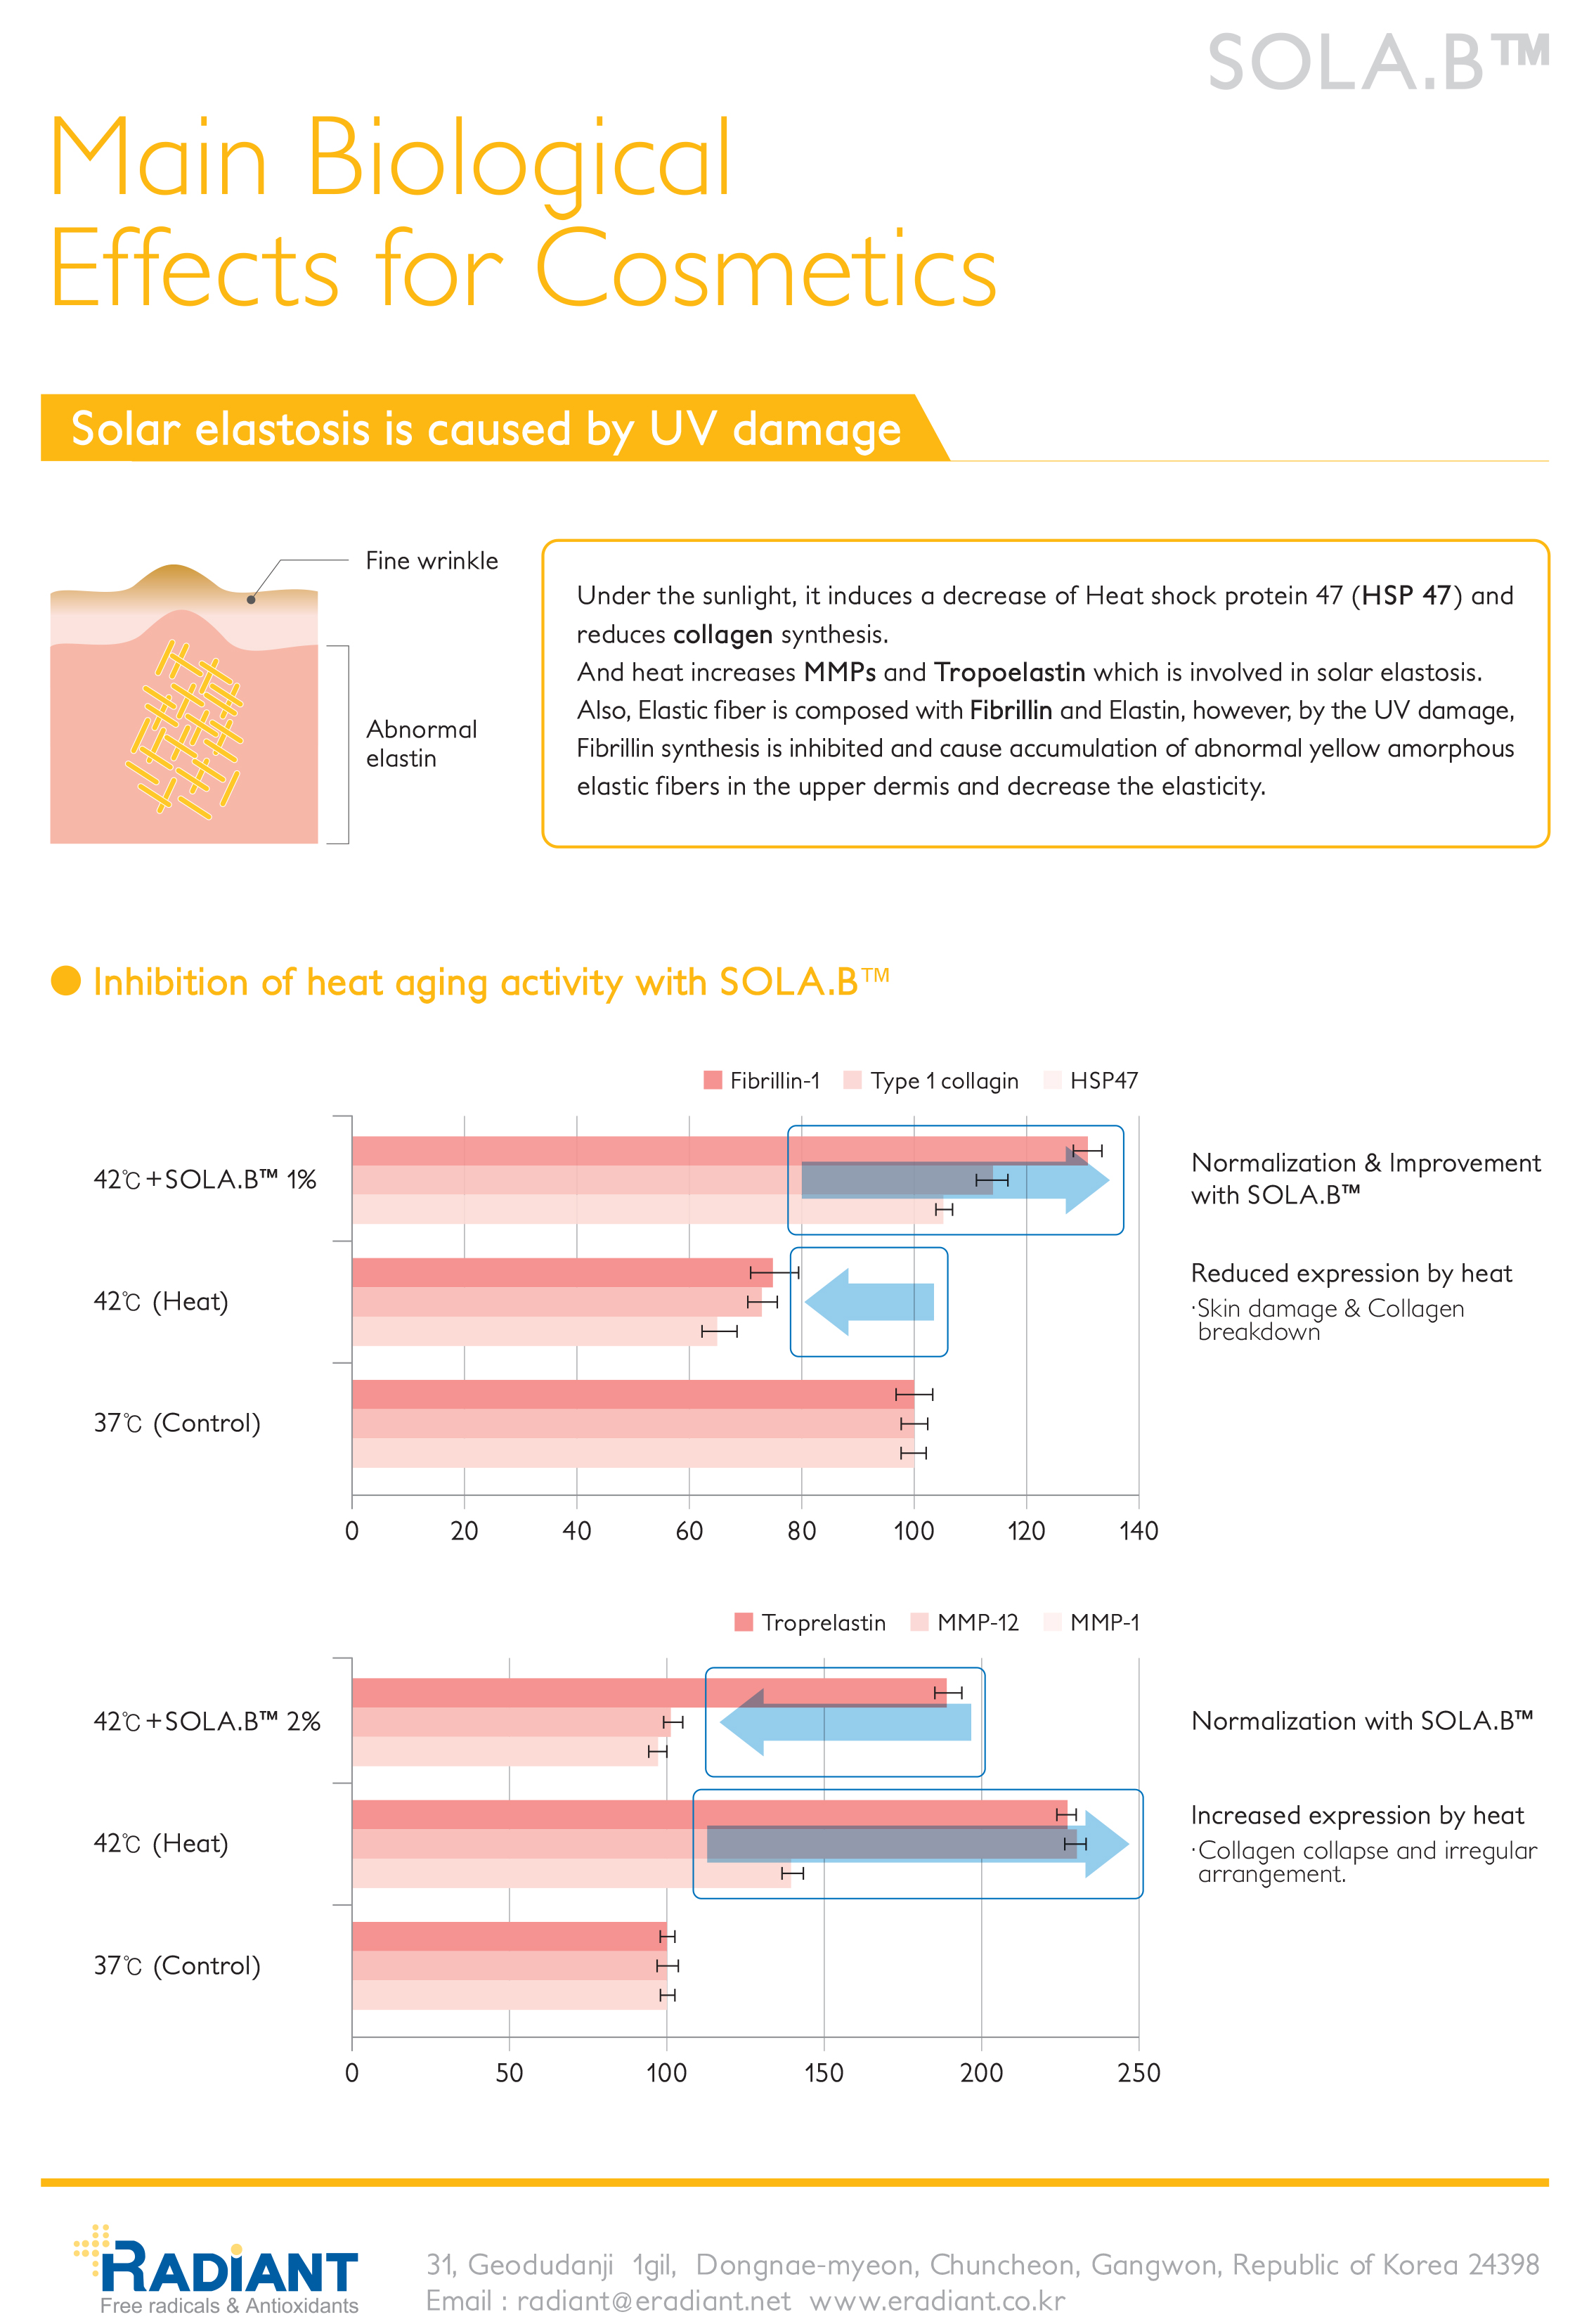 SOLA.B™
Main Biological
Effects for Cosmetics
Solar elastosis is caused by UV damage
Fine wrinkle
Abnormal
elastin
Under the sunlight, it induces a decrease of Heat shock protein 47 (HSP 47) and
reduces collagen synthesis.
And heat increases MMPs and Tropoelastin which is involved in solar elastosis.
Also, Elastic fiber is composed with Fibrillin and Elastin, however, by the UV damage,
Fibrillin synthesis is inhibited and cause accumulation of abnormal yellow amorphous
elastic fibers in the upper dermis and decrease the elasticity.
Inhibition of heat aging activity with SOLA.B™
Fibrillin-1 Type 1 collagin HSP47
42℃+SOLA.B™ 1%
Normalization & Improvement
with SOLA.B™
42℃ (Heat)
Reduced expression by heat
·Skin damage & Collagen
breakdown
37℃ (Control)
0 20 40 60 80 100 120 140
Troprelastin MMP-12 MMP-1
42℃+SOLA.B™ 2%
Normalization with SOLA.B™
42℃ (Heat)
Increased expression by heat
·Collagen collapse and irregular
arrangement.
37℃ (Control)
0 50 100 150 200 250
RADiANT
Free radicals & Antioxidants
31, Geodudanji 1gil, Dongnae-myeon, Chuncheon, Gangwon, Republic of Korea 24398
Email : radiant@eradiant.net www.eradiant.co.kr